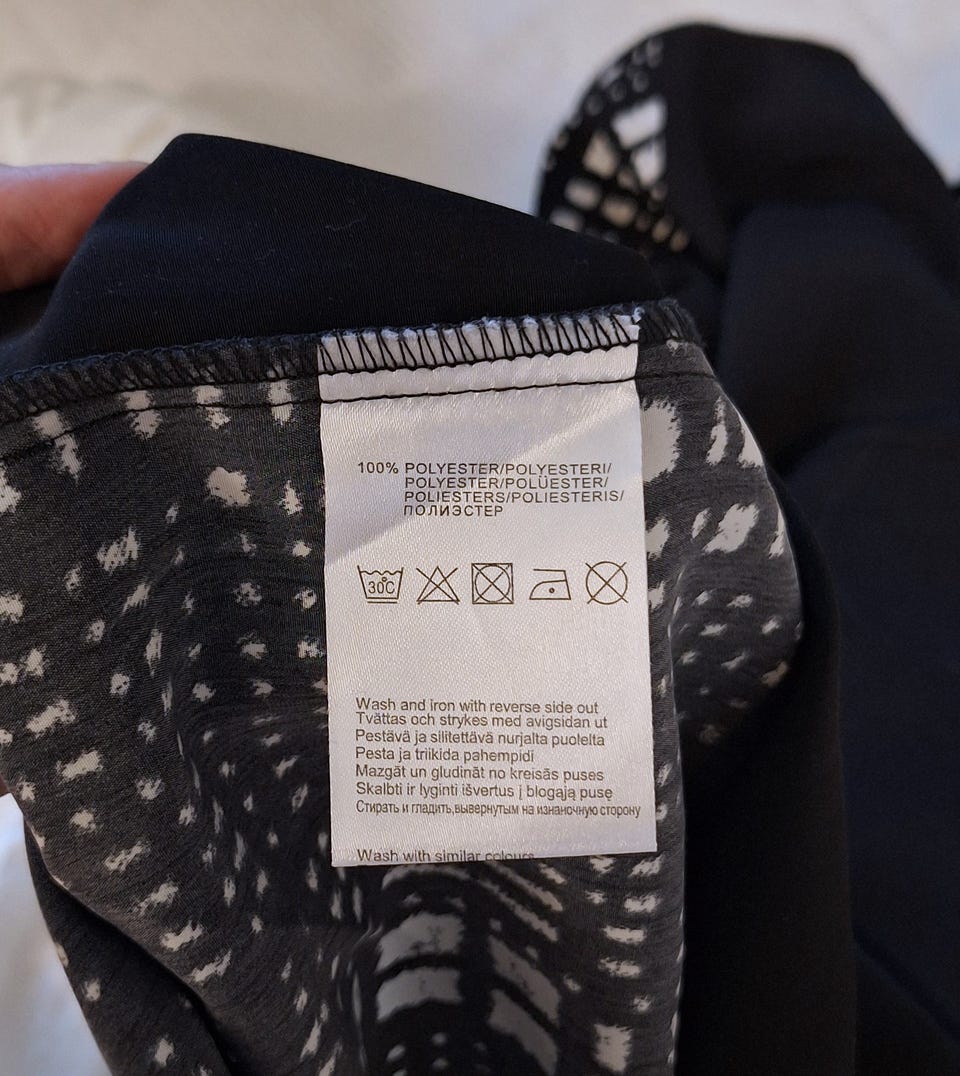 100% POLYESTER/POLYESTERI/
POLYESTER/POLÜESTER/
POLIESTERS/POLIESTERIS/
ПОЛИЭСТЕР
30C
Wash and iron with reverse side out
Tvättas och strykes med avigsidan ut
Pestävä ja silitettävä nurjalta puolelta
Pesta ja triikida pahempidi
Mazgāt un gludināt no kreisās puses
Skalbti ir lyginti išvertus į blogąją pusę
Стирать и гладить,вывернутым на изнаночную сторону
Wash with similar colours